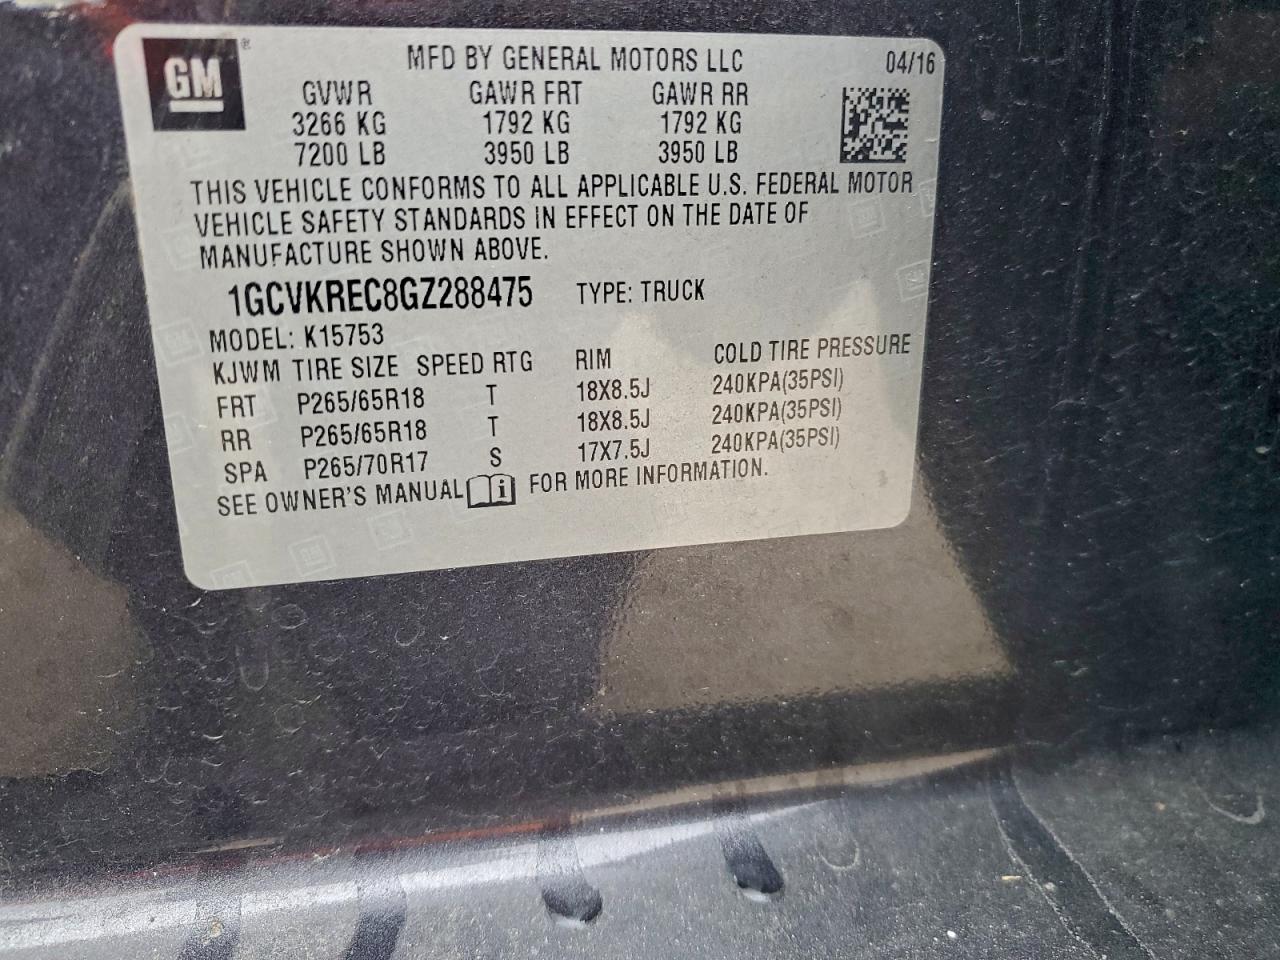 GM ® MFD BY GENERAL MOTORS LLC 04/16
GVWR GAWR FRT GAWR RR
3266 KG 1792 KG 1792 KG
7200 LB 3950 LB 3950 LB
THIS VEHICLE CONFORMS TO ALL APPLICABLE U.S. FEDERAL MOTOR
VEHICLE SAFETY STANDARDS IN EFFECT ON THE DATE OF
MANUFACTURE SHOWN ABOVE.
1GCVKREC8GZ288475 TYPE: TRUCK
MODEL: K15753
KJWM TIRE SIZE SPEED RTG RIM COLD TIRE PRESSURE
FRT P265/65R18 T 18X8.5J 240KPA(35PSI)
RR P265/65R18 T 18X8.5J 240KPA(35PSI)
SPA P265/70R17 S 17X7.5J 240KPA(35PSI)
SEE OWNER'S MANUAL i FOR MORE INFORMATION.